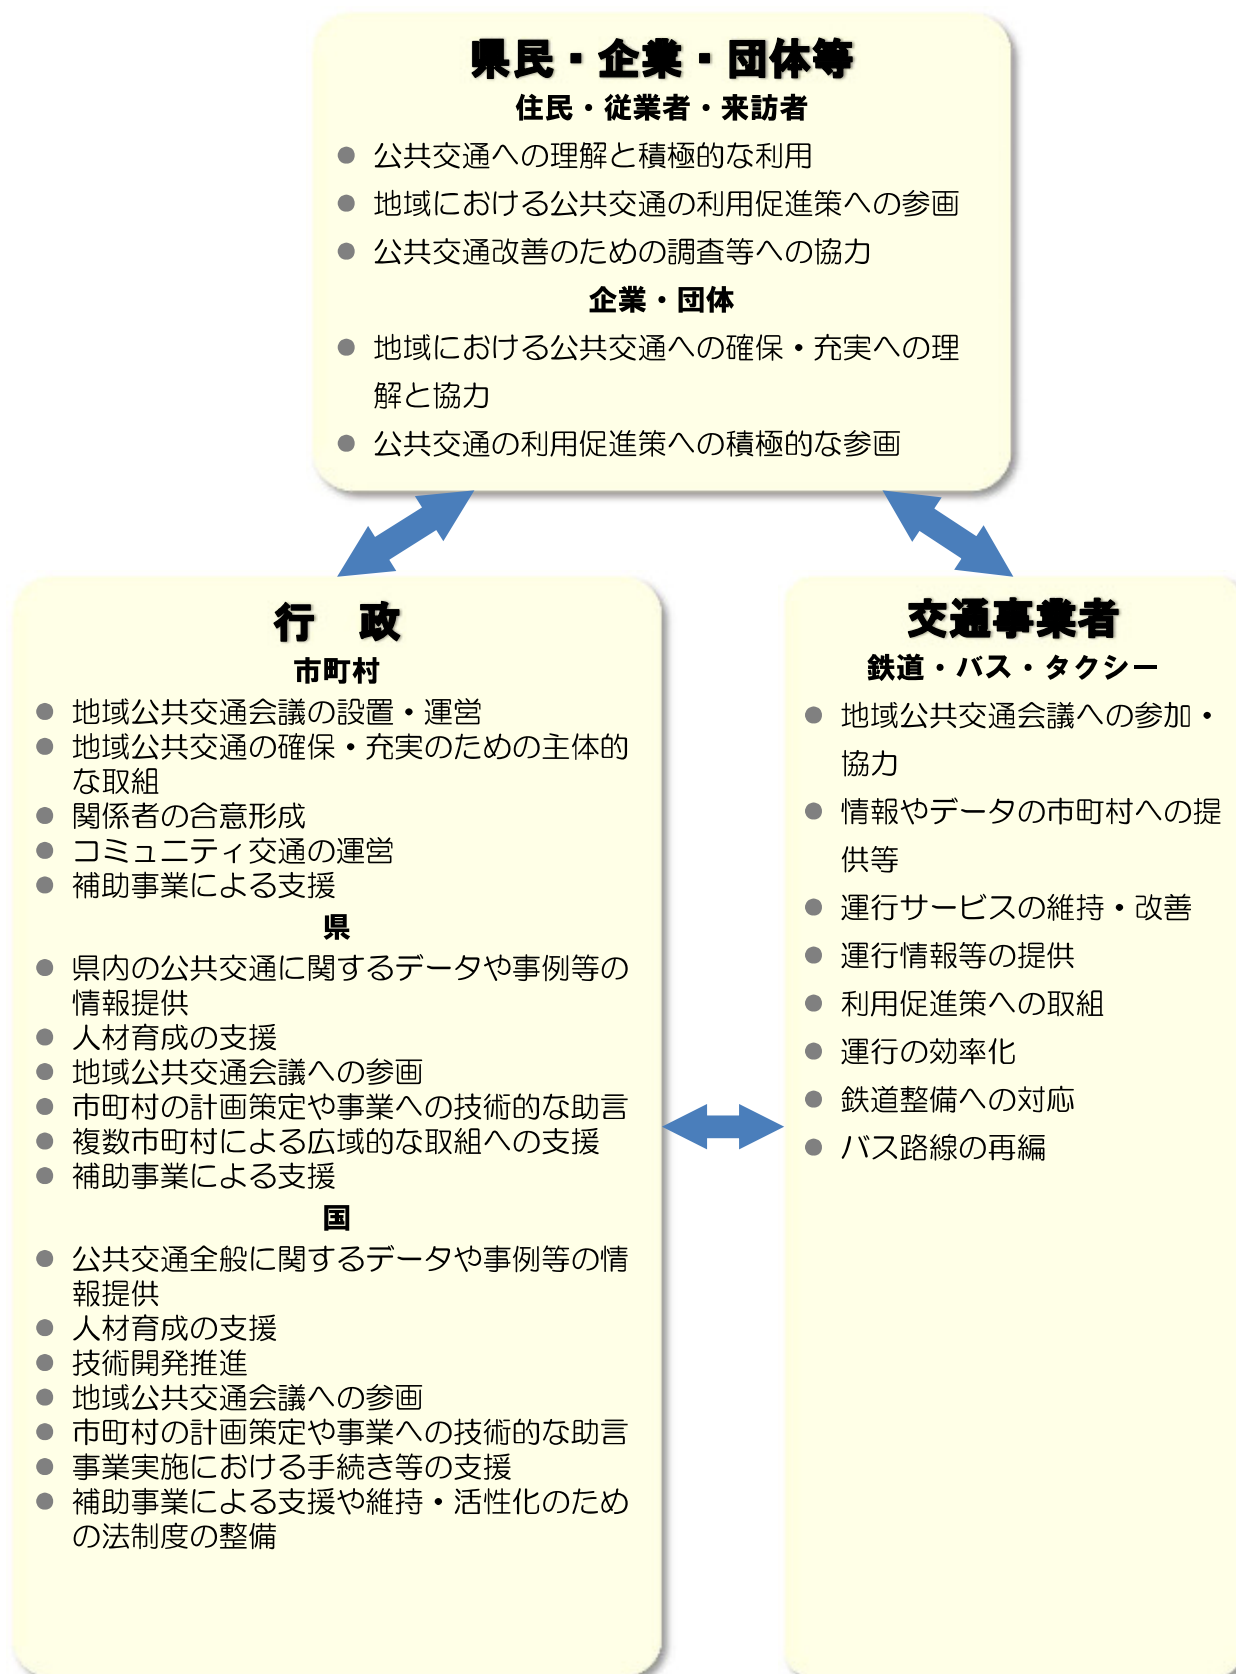 県民・企業・団体等
住民・従業者・来訪者
● 公共交通への理解と積極的な利用
● 地域における公共交通の利用促進策への参画
● 公共交通改善のための調査等への協力
企業・団体
● 地域における公共交通への確保・充実への理
解と協力
● 公共交通の利用促進策への積極的な参画
行　政
市町村
● 地域公共交通会議の設置・運営
● 地域公共交通の確保・充実のための主体的
な取組
● 関係者の合意形成
● コミュニティ交通の運営
● 補助事業による支援
県
● 県内の公共交通に関するデータや事例等の
情報提供
● 人材育成の支援
● 地域公共交通会議への参画
● 市町村の計画策定や事業への技術的な助言
● 複数市町村による広域的な取組への支援
● 補助事業による支援
国
● 公共交通全般に関するデータや事例等の情
報提供
● 人材育成の支援
● 技術開発推進
● 地域公共交通会議への参画
● 市町村の計画策定や事業への技術的な助言
● 事業実施における手続き等の支援
● 補助事業による支援や維持・活性化のため
の法制度の整備
交通事業者
鉄道・バス・タクシー
● 地域公共交通会議への参加・
協力
● 情報やデータの市町村への提
供等
● 運行サービスの維持・改善
● 運行情報等の提供
● 利用促進策への取組
● 運行の効率化
● 鉄道整備への対応
● バス路線の再編